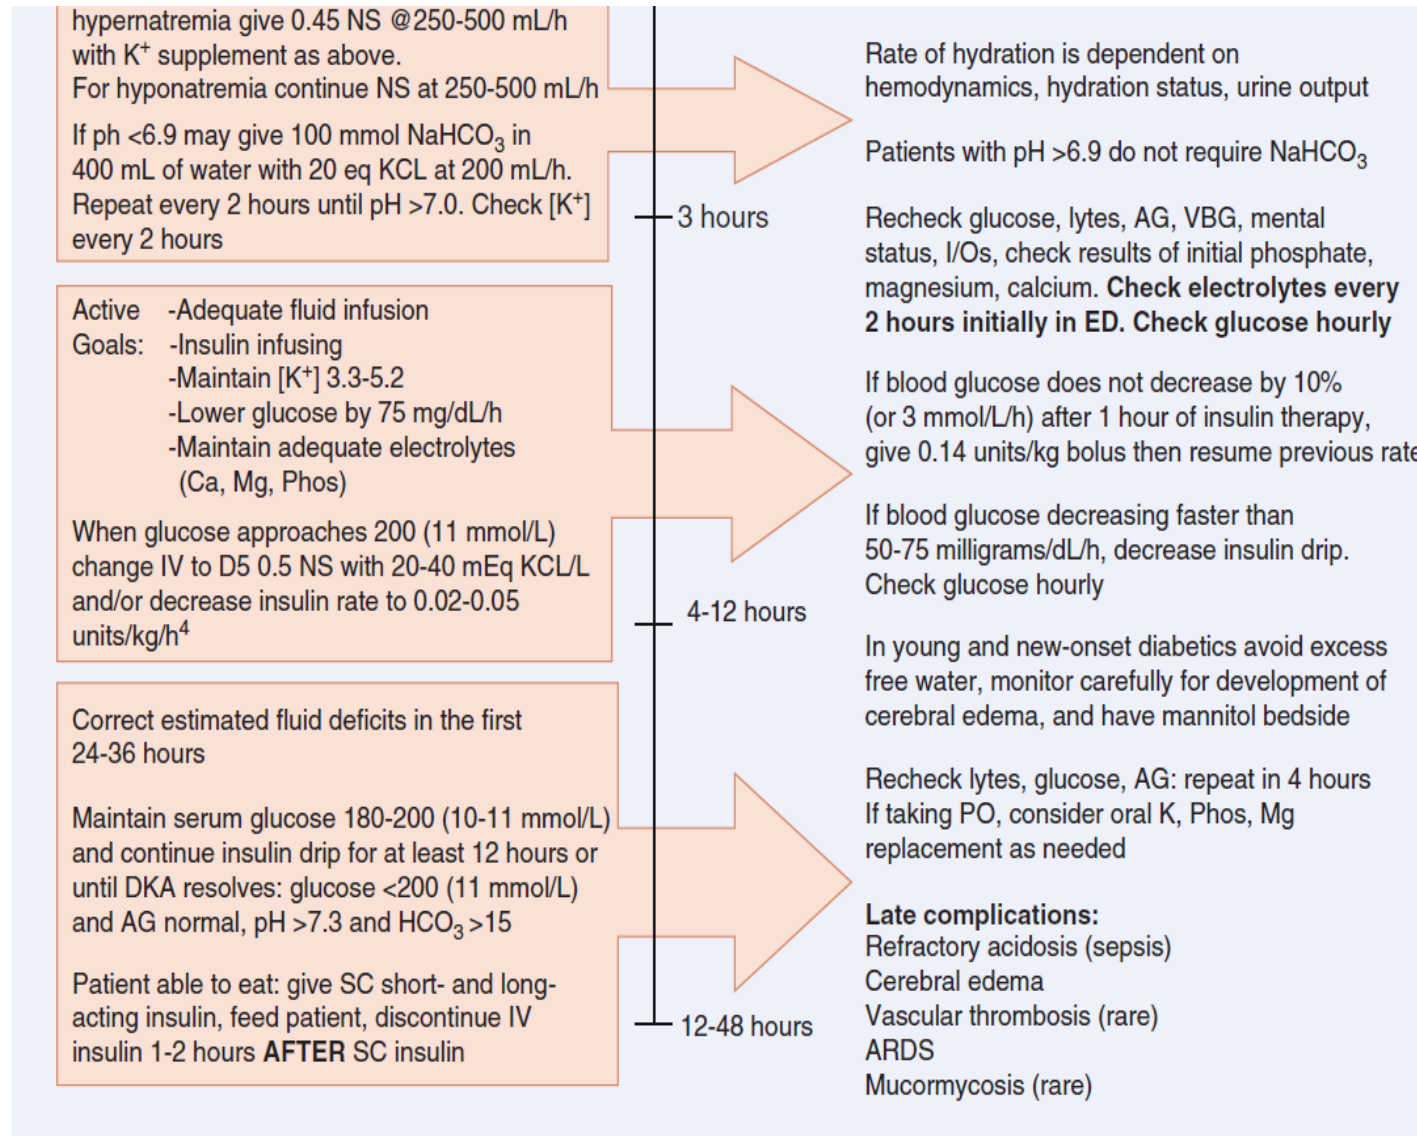 hypernatremia give 0.45 NS @250-500 mL/h
with K⁺ supplement as above.
For hyponatremia continue NS at 250-500 mL/h
If ph <6.9 may give 100 mmol NaHCO₃ in
400 mL of water with 20 eq KCL at 200 mL/h.
Repeat every 2 hours until pH >7.0. Check [K⁺]
every 2 hours
Rate of hydration is dependent on
hemodynamics, hydration status, urine output
Patients with pH >6.9 do not require NaHCO₃
3 hours
Recheck glucose, lytes, AG, VBG, mental
status, I/Os, check results of initial phosphate,
magnesium, calcium. Check electrolytes every
2 hours initially in ED. Check glucose hourly
Active -Adequate fluid infusion
Goals: -Insulin infusing
-Maintain [K⁺] 3.3-5.2
-Lower glucose by 75 mg/dL/h
-Maintain adequate electrolytes
(Ca, Mg, Phos)
When glucose approaches 200 (11 mmol/L)
change IV to D5 0.5 NS with 20-40 mEq KCL/L
and/or decrease insulin rate to 0.02-0.05
units/kg/h⁴
If blood glucose does not decrease by 10%
(or 3 mmol/L/h) after 1 hour of insulin therapy,
give 0.14 units/kg bolus then resume previous rate
If blood glucose decreasing faster than
50-75 milligrams/dL/h, decrease insulin drip.
Check glucose hourly
4-12 hours
In young and new-onset diabetics avoid excess
free water, monitor carefully for development of
cerebral edema, and have mannitol bedside
Correct estimated fluid deficits in the first
24-36 hours
Maintain serum glucose 180-200 (10-11 mmol/L)
and continue insulin drip for at least 12 hours or
until DKA resolves: glucose <200 (11 mmol/L)
and AG normal, pH >7.3 and HCO₃ >15
Patient able to eat: give SC short- and long-
acting insulin, feed patient, discontinue IV
insulin 1-2 hours AFTER SC insulin
Recheck lytes, glucose, AG: repeat in 4 hours
If taking PO, consider oral K, Phos, Mg
replacement as needed
Late complications:
Refractory acidosis (sepsis)
Cerebral edema
Vascular thrombosis (rare)
ARDS
Mucormycosis (rare)
12-48 hours